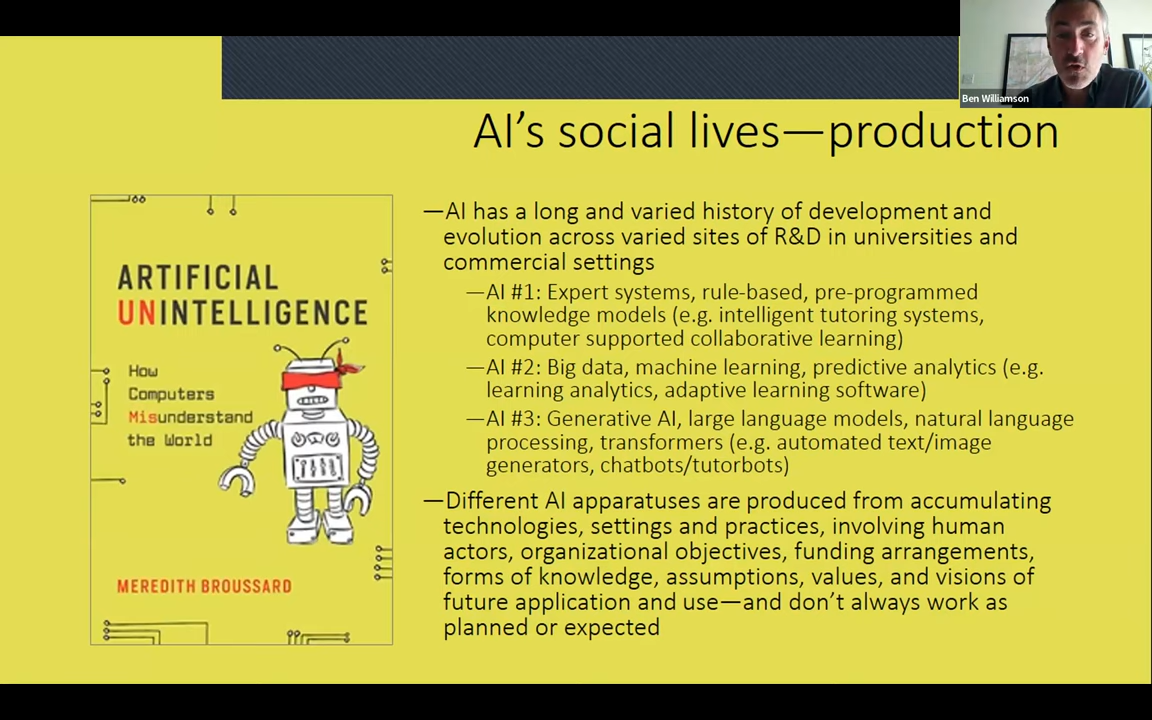 Ben Williamson
AI’s social lives—production
ARTIFICIAL
UNINTELLIGENCE
How
Computers
Misunderstand
the World
MEREDITH BROUSSARD
—AI has a long and varied history of development and
evolution across varied sites of R&D in universities and
commercial settings
—AI #1: Expert systems, rule-based, pre-programmed
knowledge models (e.g. intelligent tutoring systems,
computer supported collaborative learning)
—AI #2: Big data, machine learning, predictive analytics (e.g.
learning analytics, adaptive learning software)
—AI #3: Generative AI, large language models, natural language
processing, transformers (e.g. automated text/image
generators, chatbots/tutorbots)
—Different AI apparatuses are produced from accumulating
technologies, settings and practices, involving human
actors, organizational objectives, funding arrangements,
forms of knowledge, assumptions, values, and visions of
future application and use—and don’t always work as
planned or expected